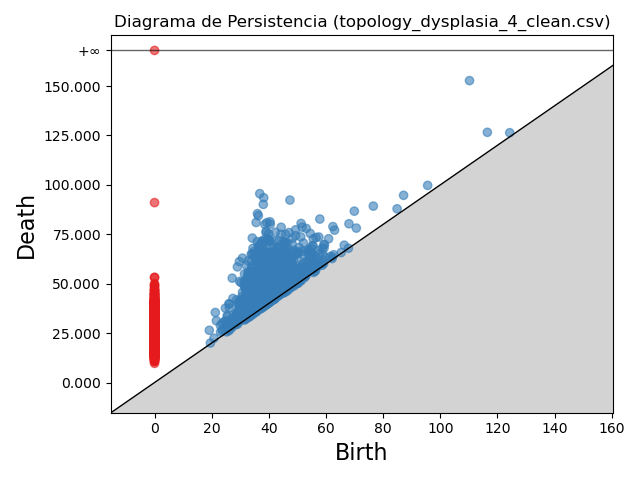 Diagrama de Persistencia (topology_dysplasia_4_clean.csv)
+∞
150.000
125.000
100.000
75.000
50.000
25.000
0.000
Death
0 20 40 60 80 100 120 140 160
Birth